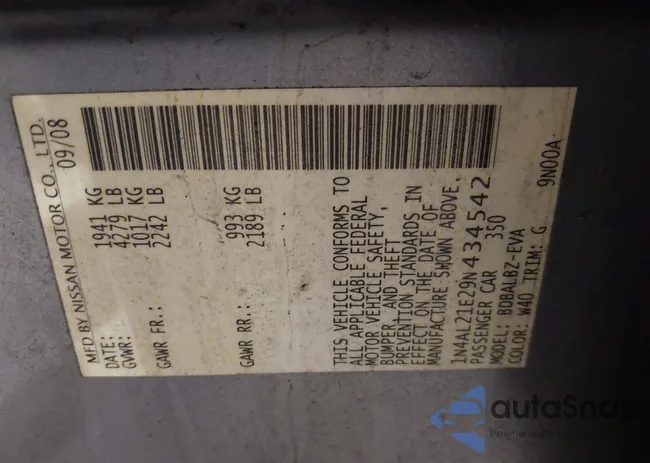 MFD BY NISSAN MOTOR CO., LTD.
DATE: 09/08
GVWR: 1941 KG
4279 LB
GAWR FR.: 1017 KG
2242 LB
GAWR RR.: 993 KG
2189 LB
THIS VEHICLE CONFORMS TO
ALL APPLICABLE FEDERAL
MOTOR VEHICLE SAFETY,
BUMPER, AND THEFT
PREVENTION STANDARDS IN
EFFECT ON THE DATE OF
MANUFACTURE SHOWN ABOVE.
1N4AL21E29N434542
PASSENGER CAR 350
MODEL: BDBALBZ-EVA
COLOR: W40 TRIM: G 9N00A
autaSnap